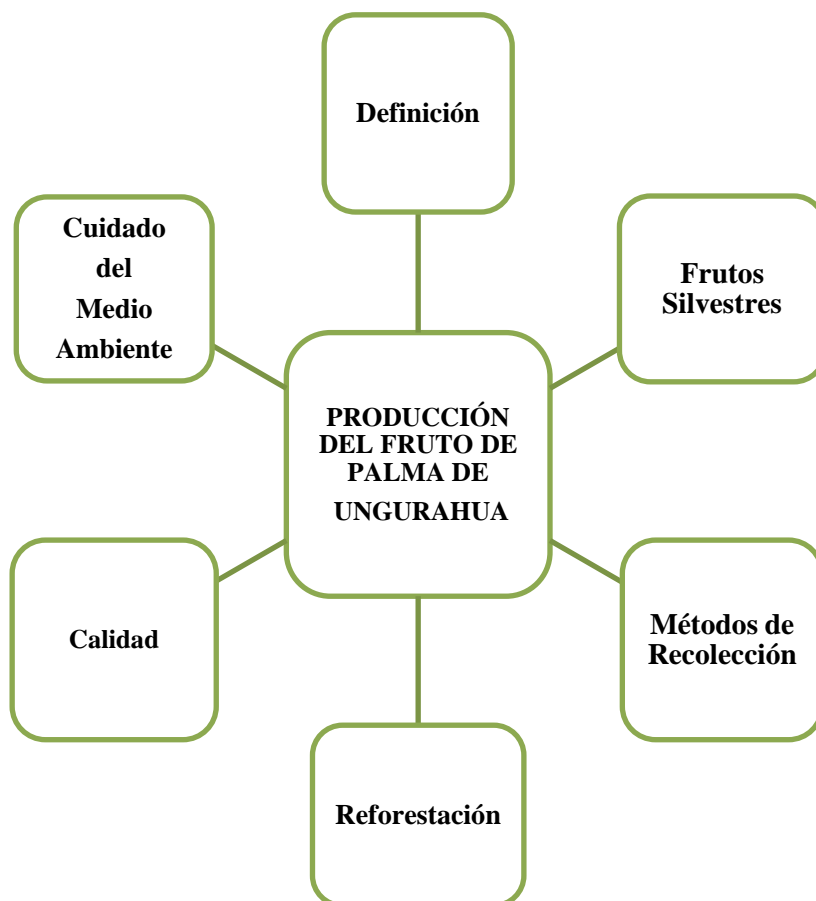 Definición
Cuidado
del
Medio
Ambiente
Frutos
Silvestres
PRODUCCIÓN
DEL FRUTO DE
PALMA DE
UNGURAHUA
Calidad
Métodos de
Recolección
Reforestación